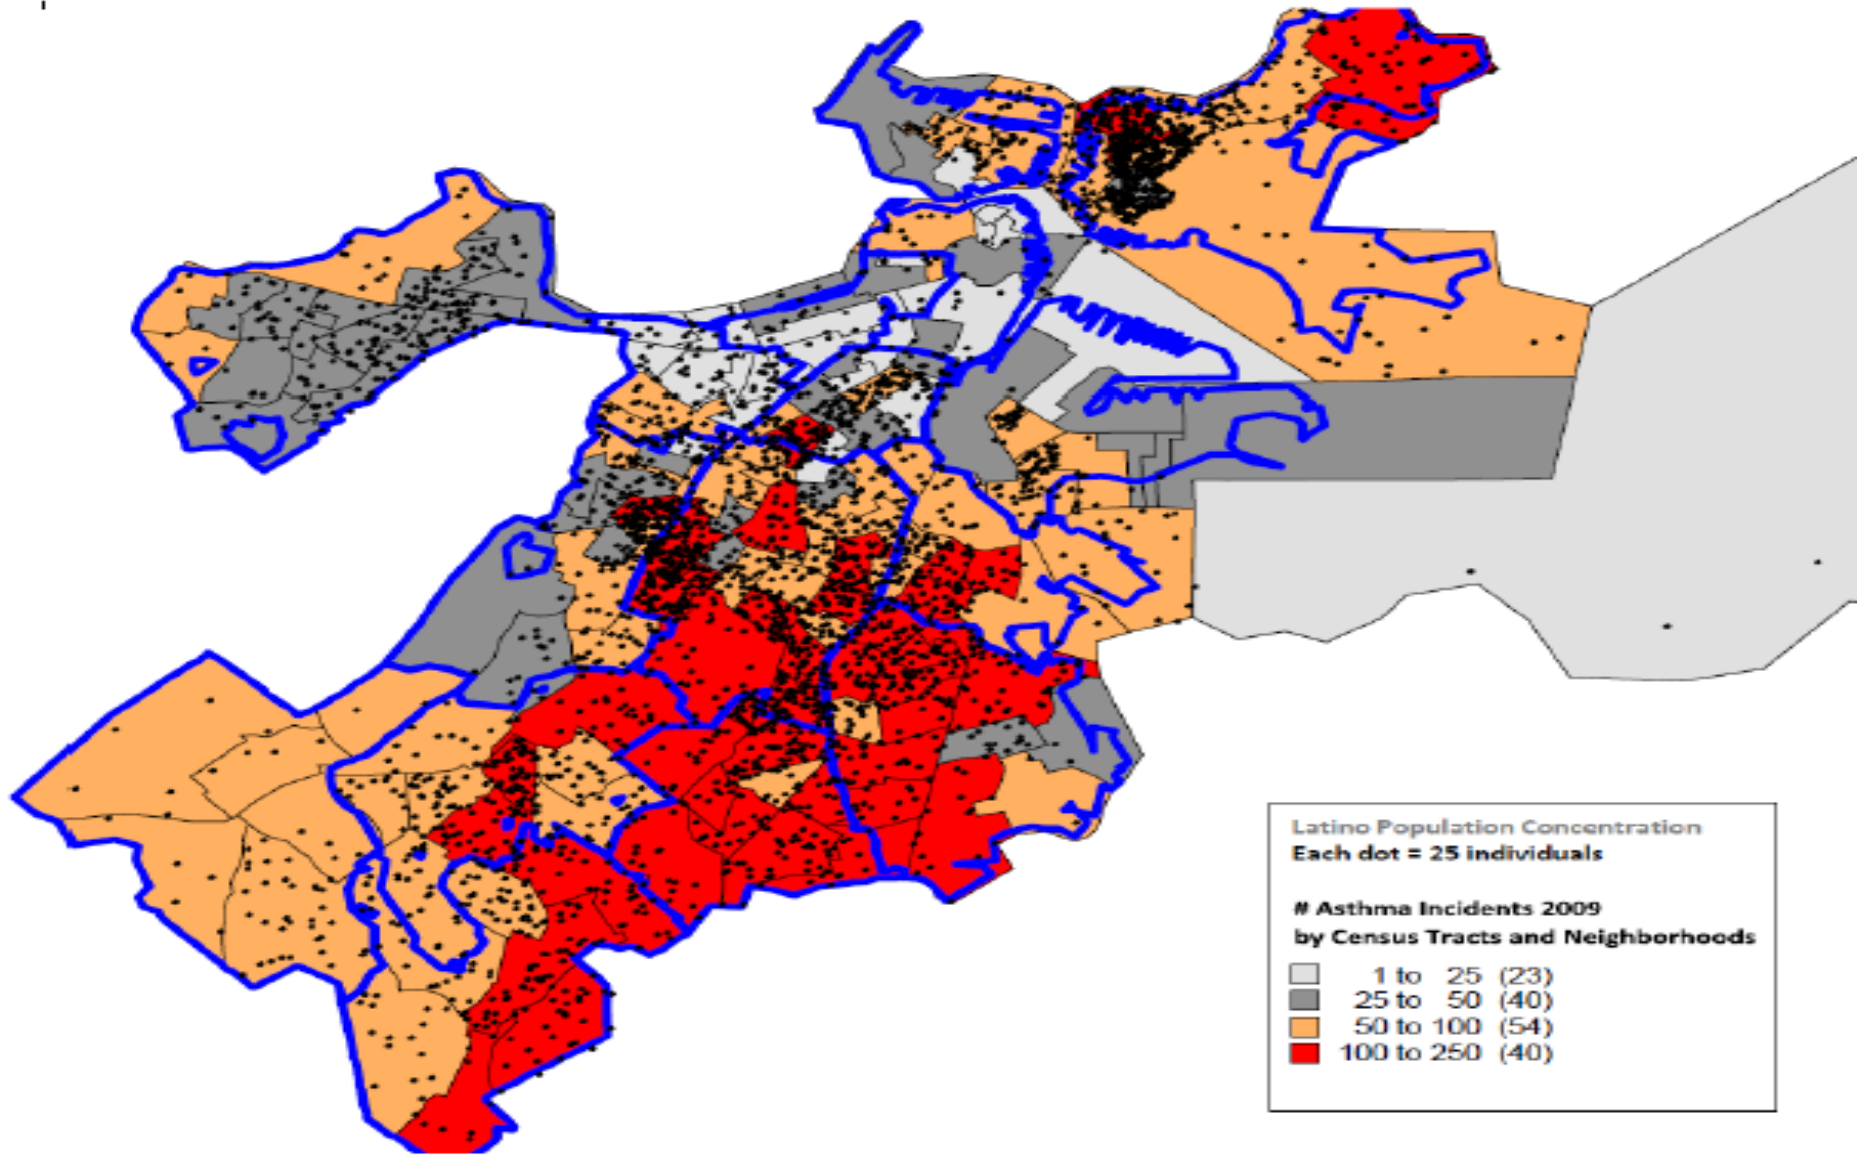 Latino Population Concentration
Each dot = 25 individuals
# Asthma Incidents 2009
by Census Tracts and Neighborhoods
1 to 25 (23)
25 to 50 (40)
50 to 100 (54)
100 to 250 (40)